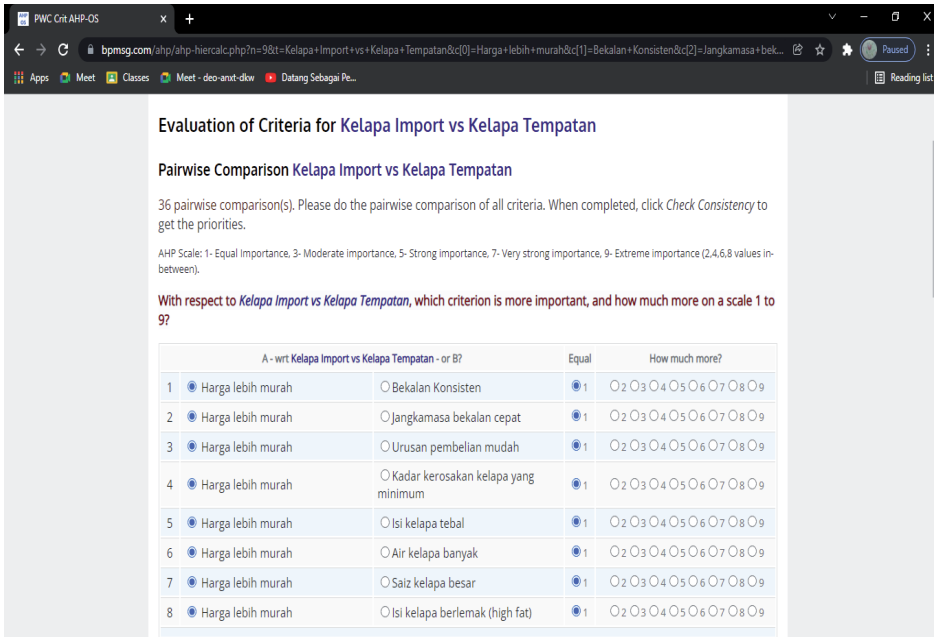 AHP OS PWC Crit AHP-OS x +
bpmsg.com/ahp/ahp-hiercalc.php?n=9&t=Kelapa+Import+vs+Kelapa+Tempatan&c[0]=Harga+lebih+murah&c[1]=Bekalan+Konsisten&c[2]=Jangkamasa+bek... Paused
Apps Meet Classes Meet - deo-anxt-dkw Datang Sebagai Pe... Reading list
Evaluation of Criteria for Kelapa Import vs Kelapa Tempatan
Pairwise Comparison Kelapa Import vs Kelapa Tempatan
36 pairwise comparison(s). Please do the pairwise comparison of all criteria. When completed, click Check Consistency to
get the priorities.
AHP Scale: 1- Equal Importance, 3- Moderate importance, 5- Strong importance, 7- Very strong importance, 9- Extreme importance (2,4,6,8 values in-
between).
With respect to Kelapa Import vs Kelapa Tempatan, which criterion is more important, and how much more on a scale 1 to
9?
A - wrt Kelapa Import vs Kelapa Tempatan - or B? Equal How much more?
1 Harga lebih murah Bekalan Konsisten 1 2 3 4 5 6 7 8 9
2 Harga lebih murah Jangkamasa bekalan cepat 1 2 3 4 5 6 7 8 9
3 Harga lebih murah Urusan pembelian mudah 1 2 3 4 5 6 7 8 9
4 Harga lebih murah Kadar kerosakan kelapa yang
minimum 1 2 3 4 5 6 7 8 9
5 Harga lebih murah Isi kelapa tebal 1 2 3 4 5 6 7 8 9
6 Harga lebih murah Air kelapa banyak 1 2 3 4 5 6 7 8 9
7 Harga lebih murah Saiz kelapa besar 1 2 3 4 5 6 7 8 9
8 Harga lebih murah Isi kelapa berlemak (high fat) 1 2 3 4 5 6 7 8 9